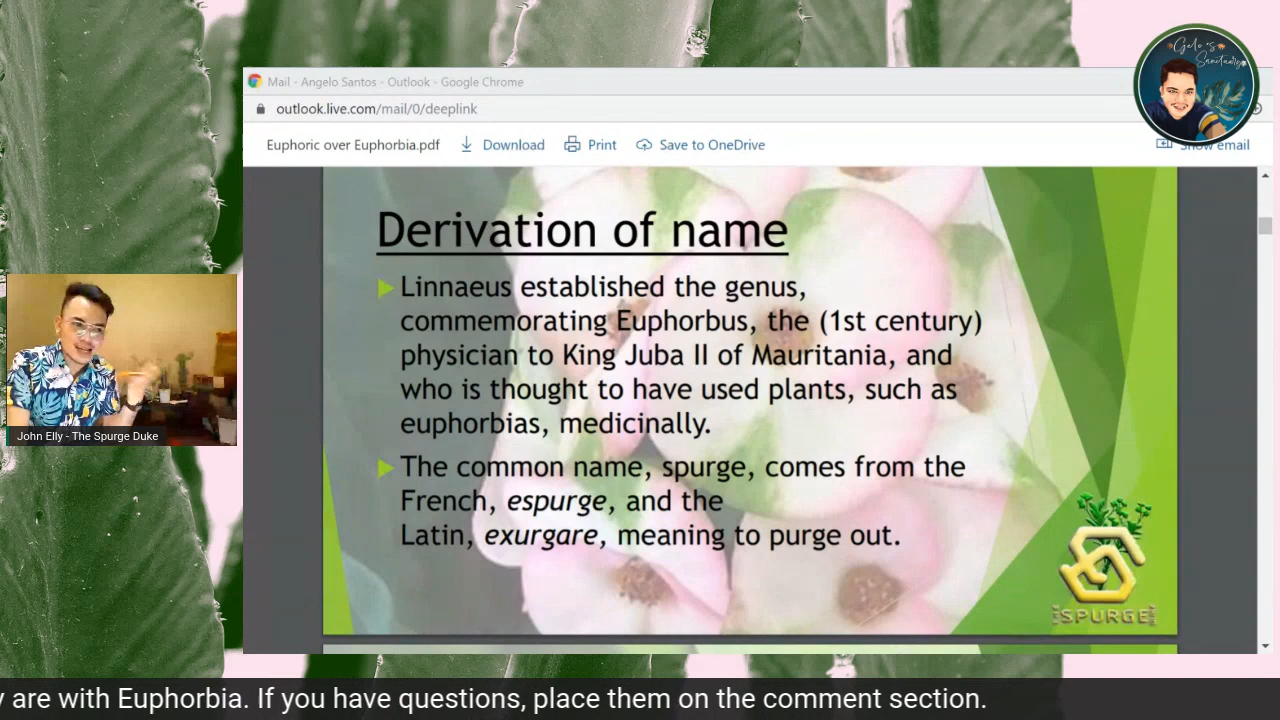 Gelo's
Sanctuary
Mail - Angelo Santos - Outlook - Google Chrome
outlook.live.com/mail/0/deeplink
Euphoric over Euphorbia.pdf
Download
Print
Save to OneDrive
Show email
Derivation of name
Linnaeus established the genus,
commemorating Euphorbus, the (1st century)
physician to King Juba II of Mauritania, and
who is thought to have used plants, such as
euphorbias, medicinally.
The common name, spurge, comes from the
French, espurge, and the
Latin, exurgare, meaning to purge out.
SPURGE
John Elly - The Spurge Duke
y are with Euphorbia. If you have questions, place them on the comment section.